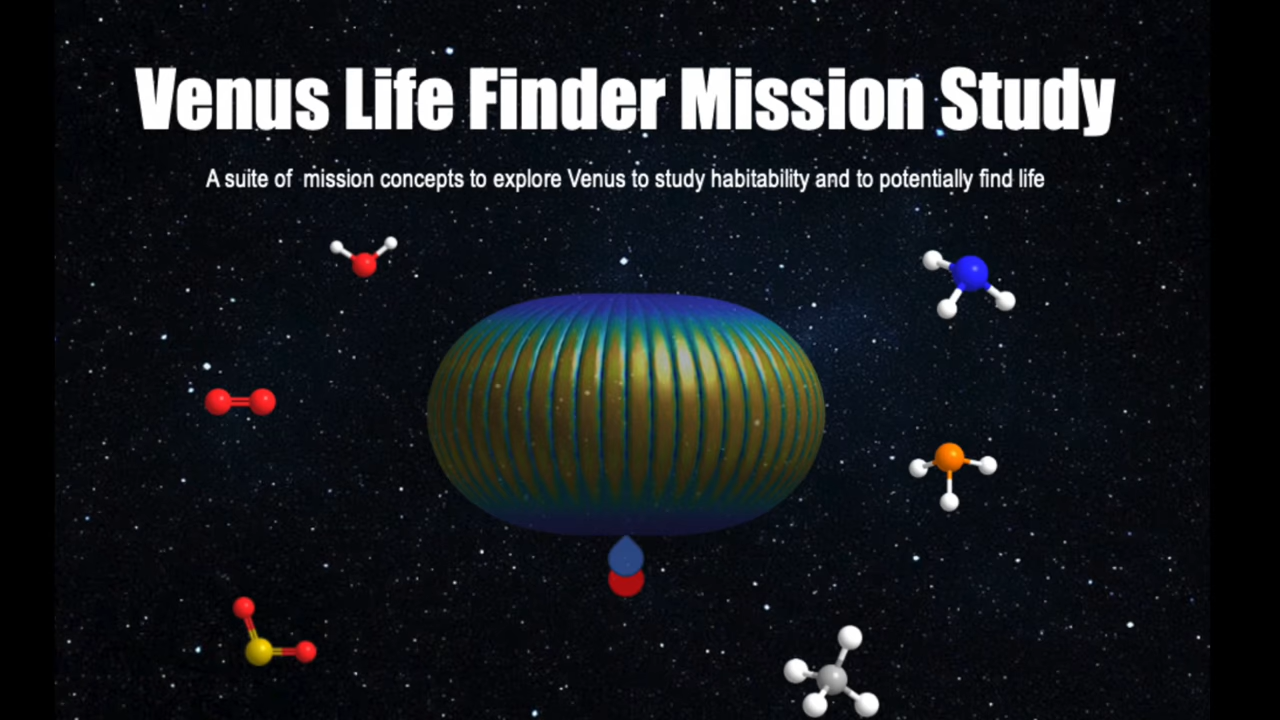 Venus Life Finder Mission Study
A suite of mission concepts to explore Venus to study habitability and to potentially find life